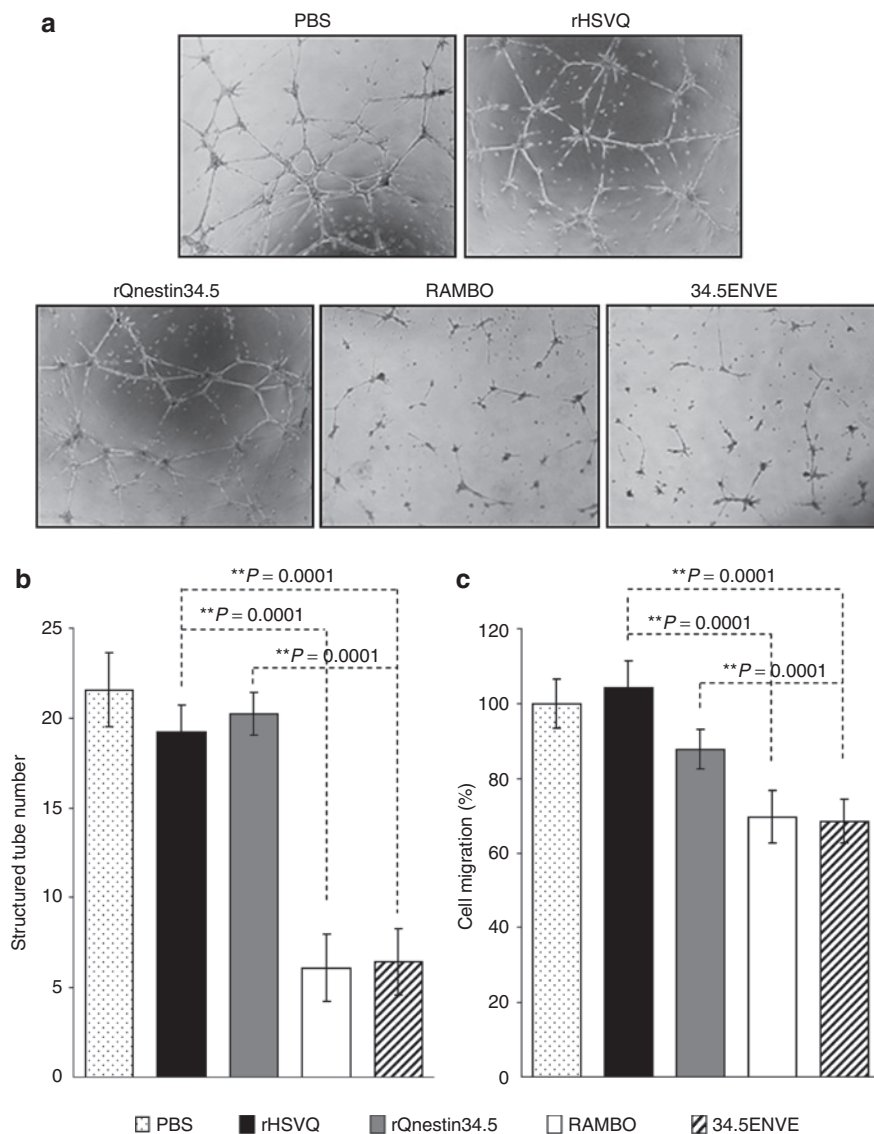 a
PBS
rHSVQ
rQnestin34.5
RAMBO
34.5ENVE
b
**P = 0.0001
**P = 0.0001
**P = 0.0001
25
20
15
10
5
0
Structured tube number
c
**P = 0.0001
**P = 0.0001
**P = 0.0001
120
100
80
60
40
20
0
Cell migration (%)
PBS
rHSVQ
rQnestin34.5
RAMBO
34.5ENVE